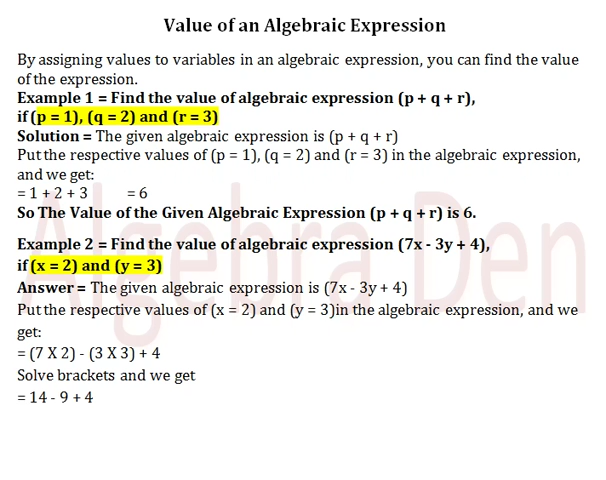 Value of an Algebraic Expression
By assigning values to variables in an algebraic expression, you can find the value
of the expression.
Example 1 = Find the value of algebraic expression (p + q + r),
if (p = 1), (q = 2) and (r = 3)
Solution = The given algebraic expression is (p + q + r)
Put the respective values of (p = 1), (q = 2) and (r = 3) in the algebraic expression,
and we get:
= 1 + 2 + 3 = 6
So The Value of the Given Algebraic Expression (p + q + r) is 6.
Example 2 = Find the value of algebraic expression (7x - 3y + 4),
if (x = 2) and (y = 3)
Answer = The given algebraic expression is (7x - 3y + 4)
Put the respective values of (x = 2) and (y = 3)in the algebraic expression, and we
get:
= (7 X 2) - (3 X 3) + 4
Solve brackets and we get
= 14 - 9 + 4
Algebra Den